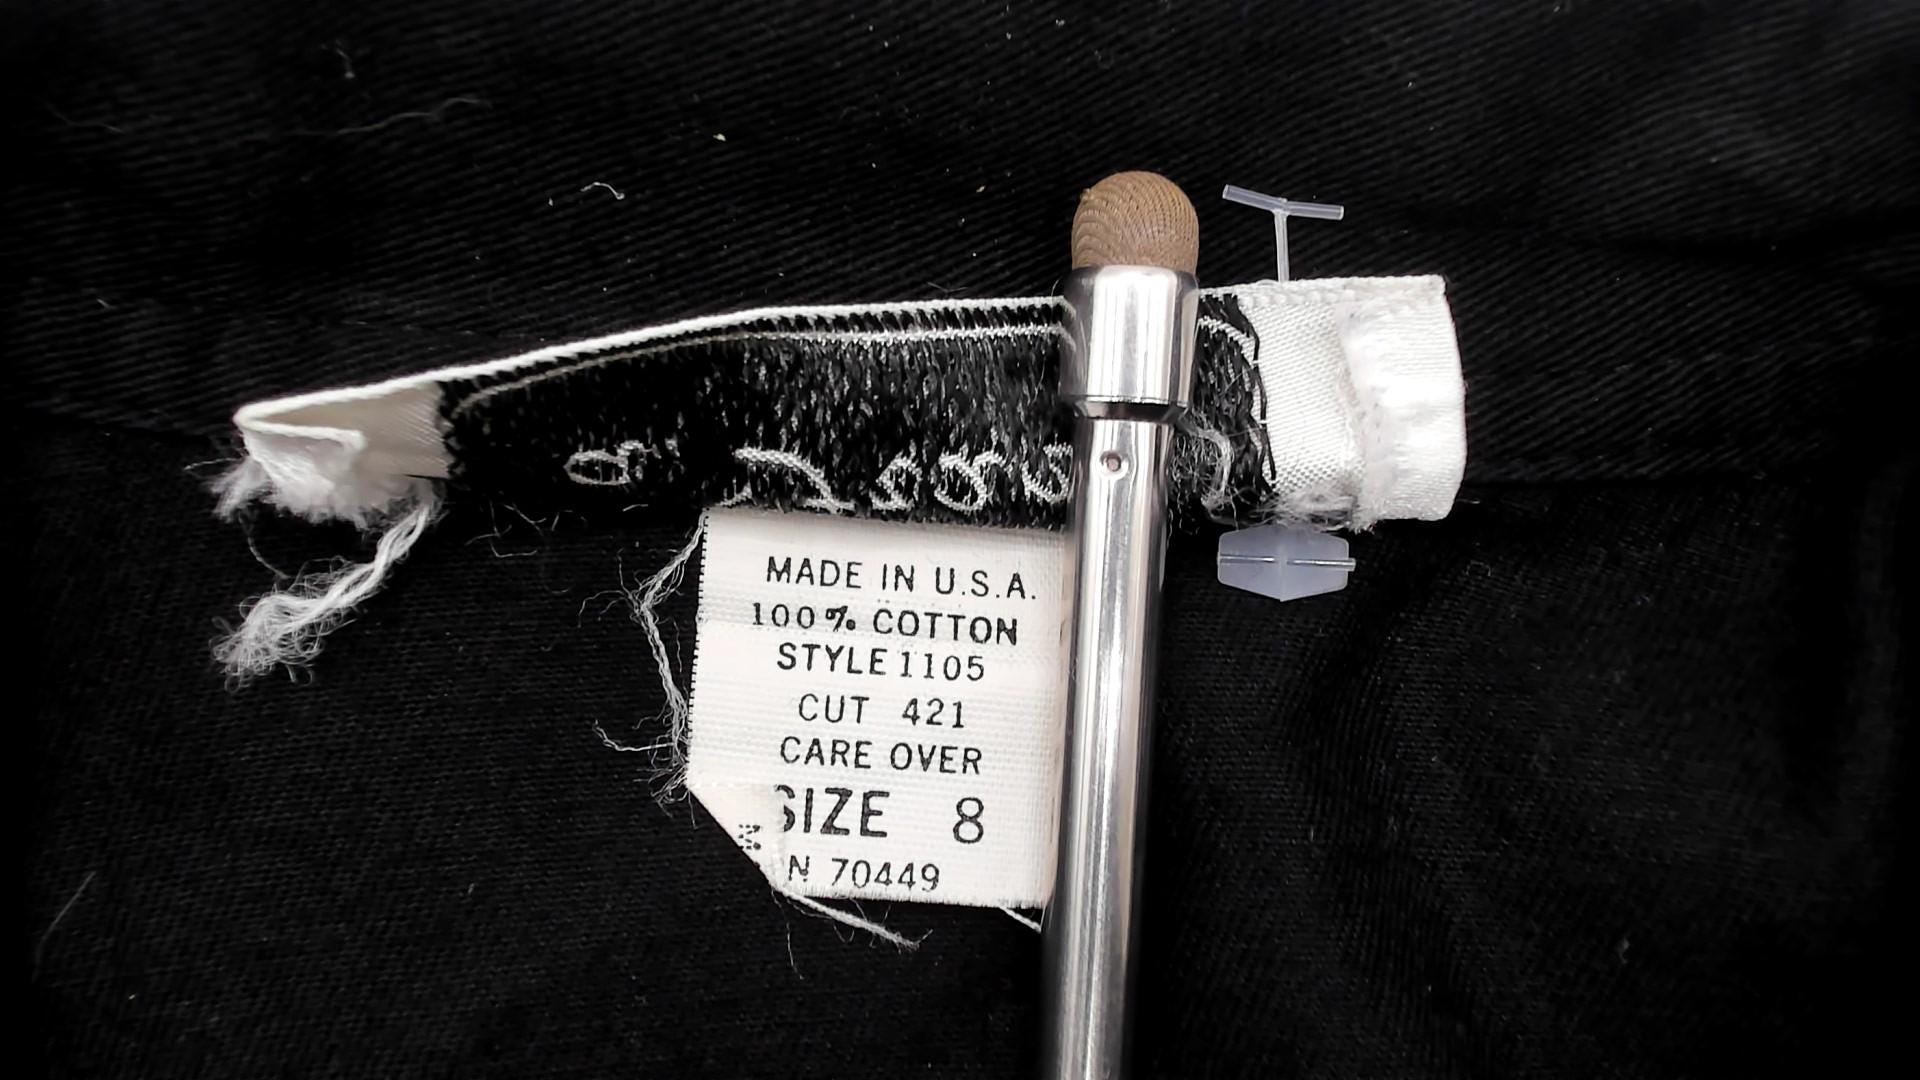 MADE IN U.S.A.
100% COTTON
STYLE 1105
CUT 421
CARE OVER
SIZE 8
N 70449